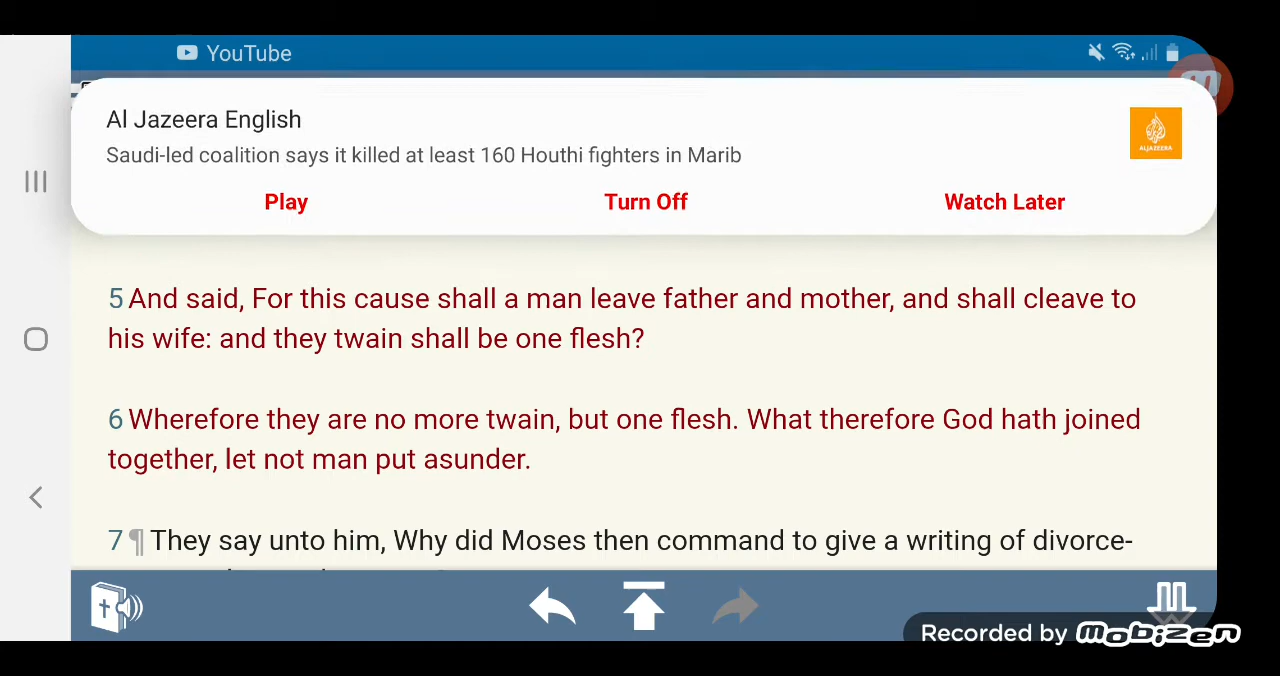 YouTube
Al Jazeera English
Saudi-led coalition says it killed at least 160 Houthi fighters in Marib
ALJAZEERA
Play Turn Off Watch Later
5 And said, For this cause shall a man leave father and mother, and shall cleave to
his wife: and they twain shall be one flesh?
6 Wherefore they are no more twain, but one flesh. What therefore God hath joined
together, let not man put asunder.
7 ¶ They say unto him, Why did Moses then command to give a writing of divorce-
Recorded by Mobizen